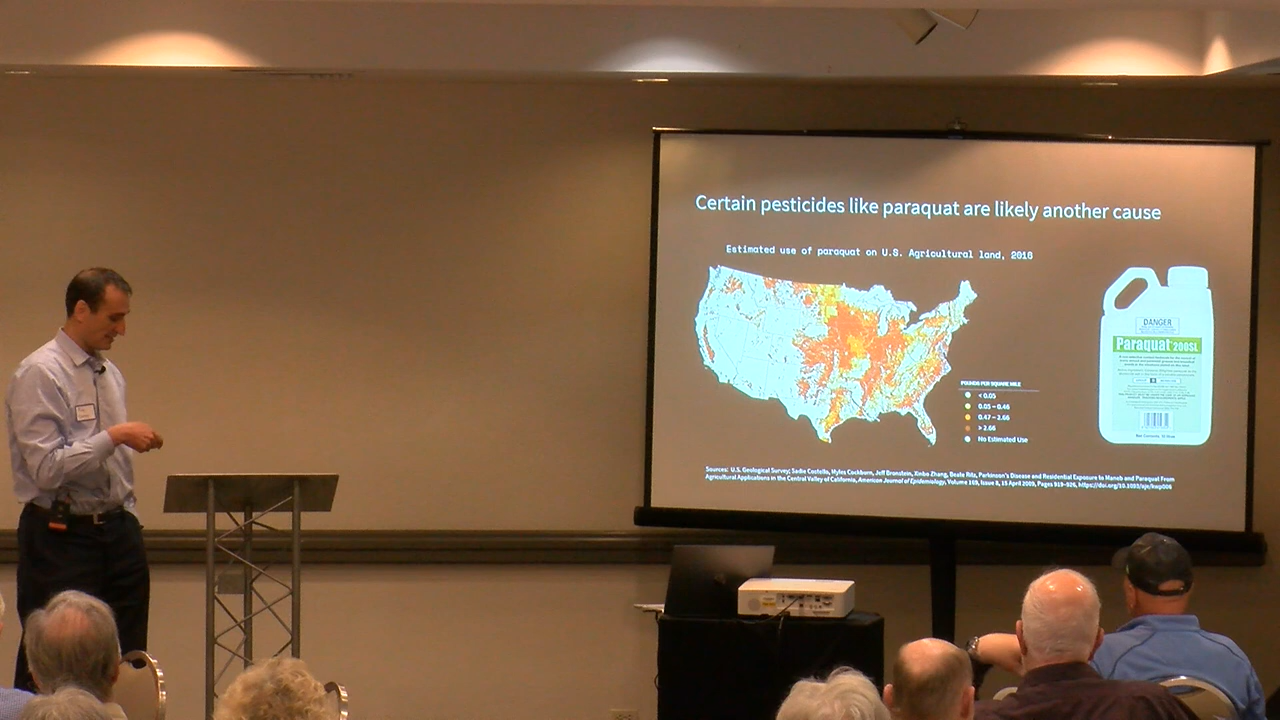 Certain pesticides like paraquat are likely another cause
Estimated use of paraquat on U.S. Agricultural land, 2016
POUNDS PER SQUARE MILE
< 0.05
0.05 – 0.46
0.47 – 2.66
> 2.66
No Estimated Use
DANGER
Paraquat 200SL
Sources: U.S. Geological Survey; Sadie Costello, Myles Cockburn, Jeff Bronstein, Xinbo Zhang, Beate Ritz, Parkinson's Disease and Residential Exposure to Maneb and Paraquat From
Agricultural Applications in the Central Valley of California, American Journal of Epidemiology, Volume 169, Issue 8, 15 April 2009, Pages 919–926, https://doi.org/10.1093/aje/kwp006